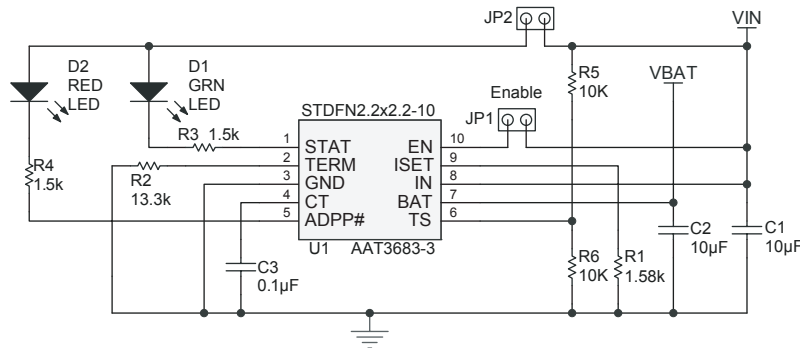 JP2
VIN
D2
RED
LED
D1
GRN
LED
R5
10K
VBAT
Enable
STDFN2.2x2.2-10
JP1
R3 1.5k
1
STAT
EN
10
R4
1.5k
2
TERM
ISET
9
R2
13.3k
3
GND
IN
8
4
CT
BAT
7
5
ADPP#
TS
6
U1
AAT3683-3
C3
0.1µF
R6
10K
R1
1.58k
C2
10µF
C1
10µF